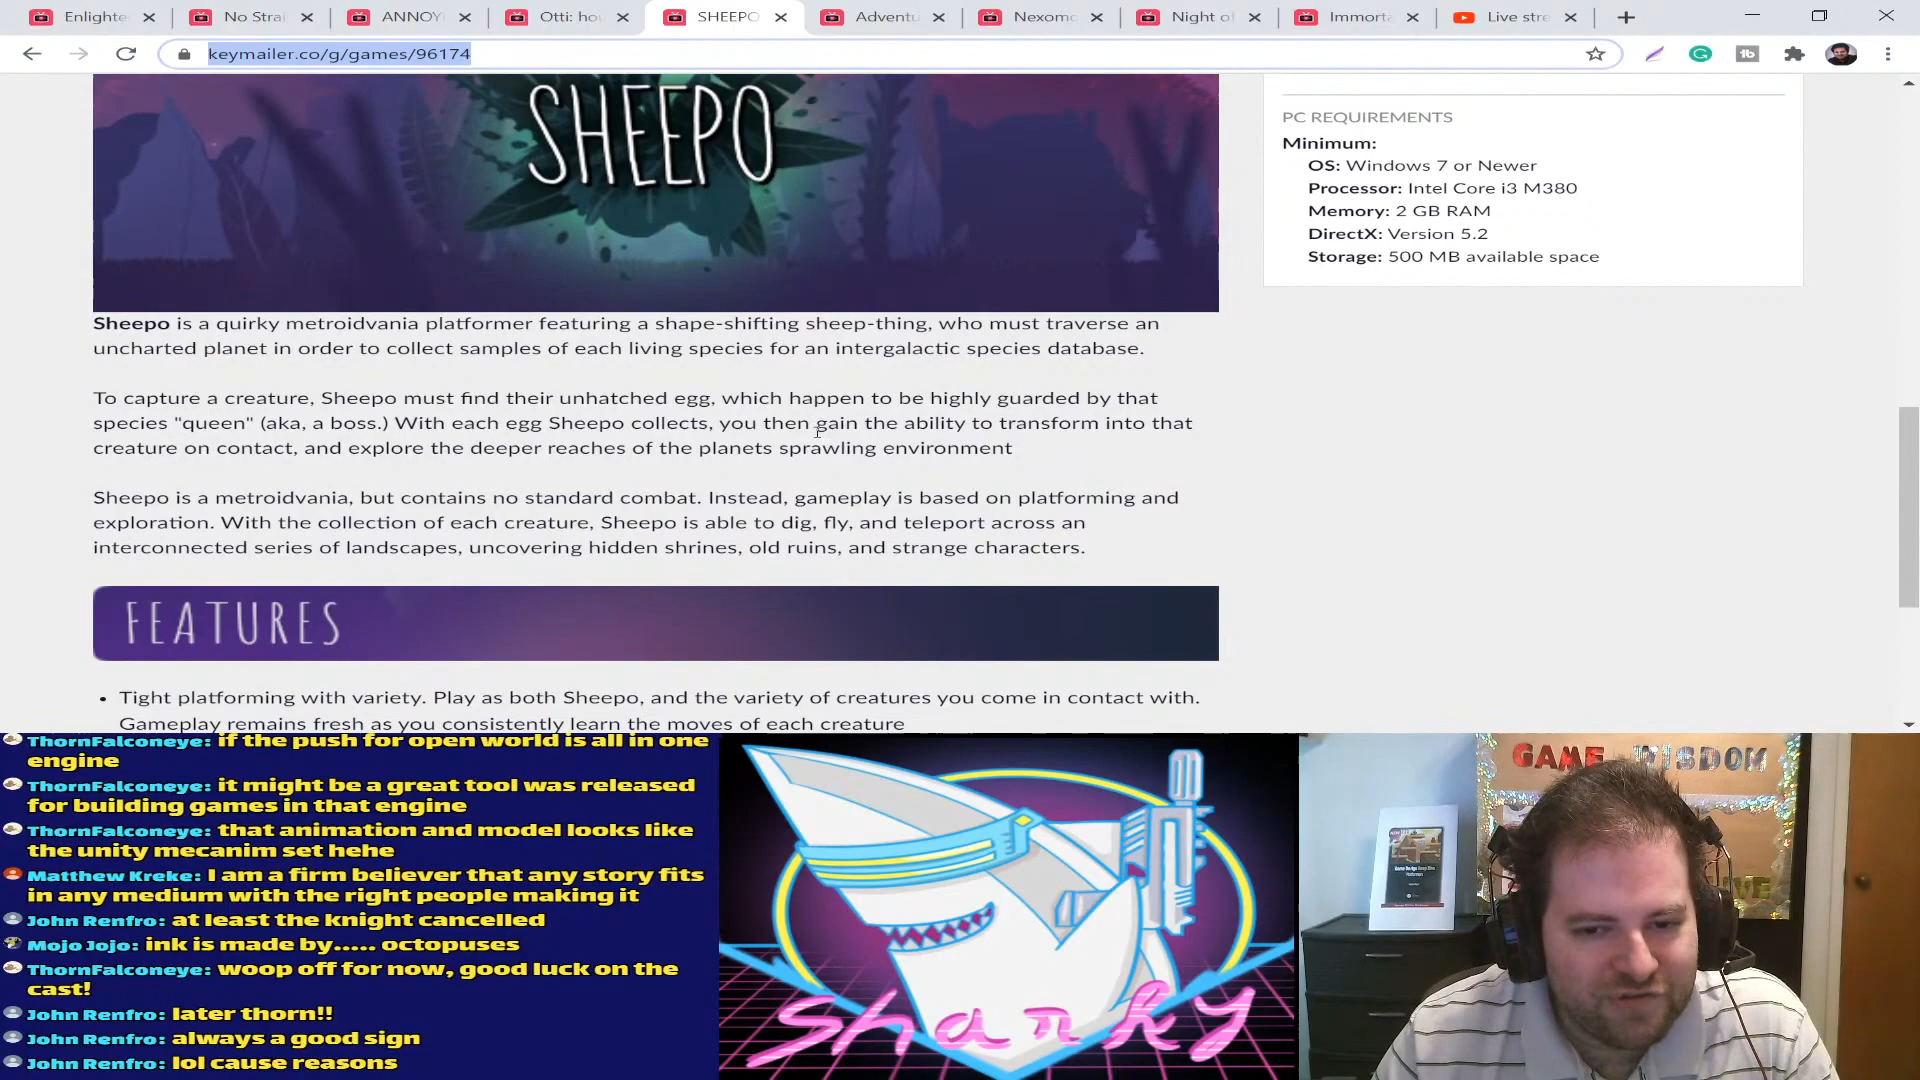 Enlighte
No Stra
ANNOY
Otti: ho
SHEEPO
Advent
Nexom
Night o
Immorta
Live stre
keymailer.co/g/games/96174
SHEEPO
Sheepo is a quirky metroidvania platformer featuring a shape-shifting sheep-thing, who must traverse an
uncharted planet in order to collect samples of each living species for an intergalactic species database.
To capture a creature, Sheepo must find their unhatched egg, which happen to be highly guarded by that
species "queen" (aka, a boss.) With each egg Sheepo collects, you then gain the ability to transform into that
creature on contact, and explore the deeper reaches of the planets sprawling environment
Sheepo is a metroidvania, but contains no standard combat. Instead, gameplay is based on platforming and
exploration. With the collection of each creature, Sheepo is able to dig, fly, and teleport across an
interconnected series of landscapes, uncovering hidden shrines, old ruins, and strange characters.
FEATURES
• Tight platforming with variety. Play as both Sheepo, and the variety of creatures you come in contact with.
Gameplay remains fresh as you consistently learn the moves of each creature
PC REQUIREMENTS
Minimum:
OS: Windows 7 or Newer
Processor: Intel Core i3 M380
Memory: 2 GB RAM
DirectX: Version 5.2
Storage: 500 MB available space
ThornFalconeye: if the push for open world is all in one
engine
ThornFalconeye: it might be a great tool was released
for building games in that engine
ThornFalconeye: that animation and model looks like
the unity mecanim set hehe
Matthew Kreke: I am a firm believer that any story fits
in any medium with the right people making it
John Renfro: at least the knight cancelled
Mojo Jojo: ink is made by..... octopuses
ThornFalconeye: woop off for now, good luck on the
cast!
John Renfro: later thorn!!
John Renfro: always a good sign
John Renfro: lol cause reasons
sharky
GAME WISDOM